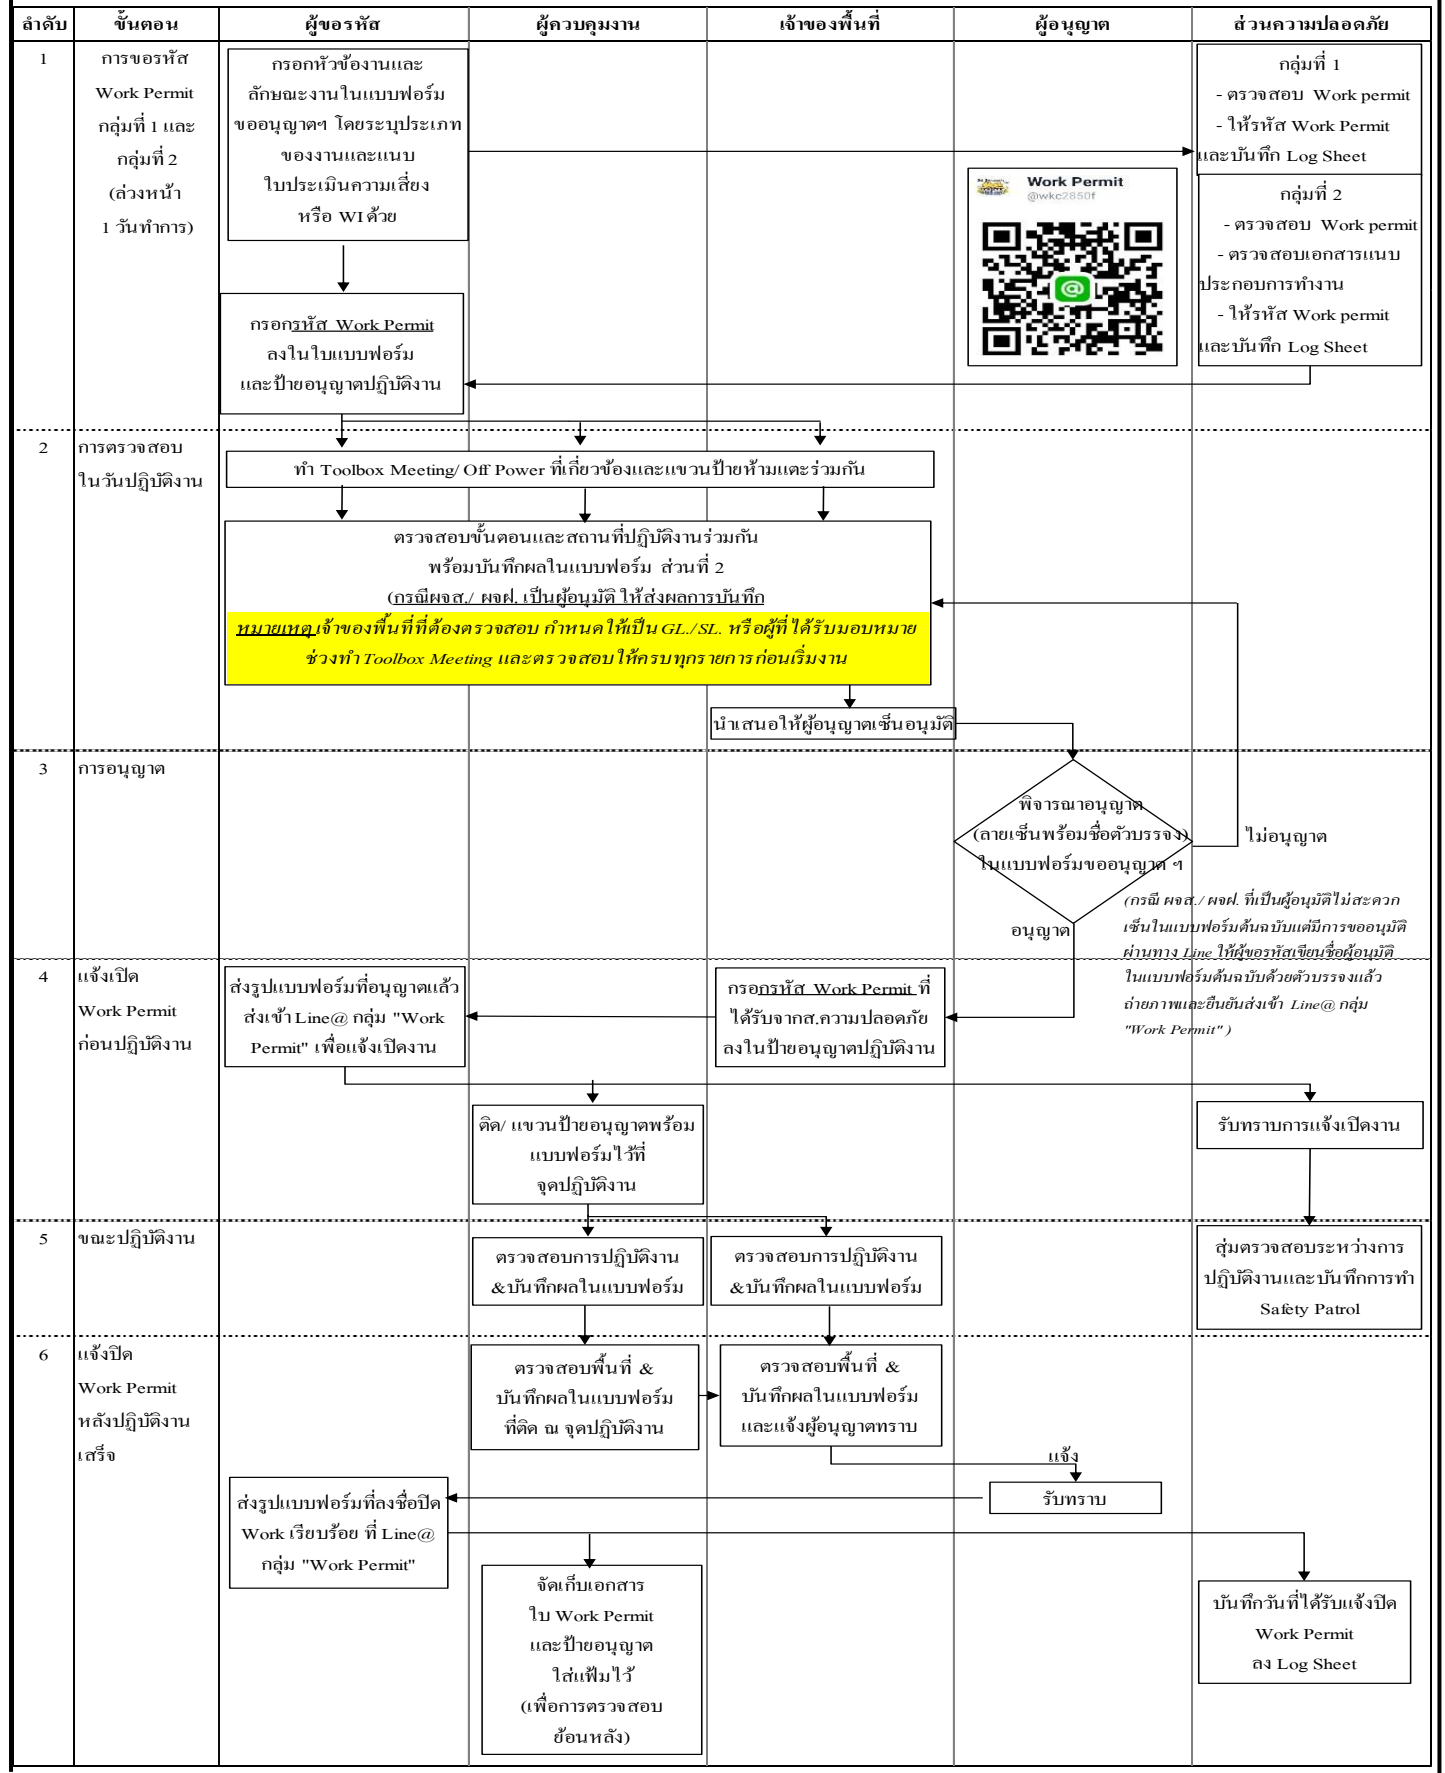 ลำดับ ขั้นตอน ผู้ขอรหัส ผู้ควบคุมงาน เจ้าของพื้นที่ ผู้อนุญาต ส่วนความปลอดภัย
1
การขอรหัส
Work Permit
กลุ่มที่ 1 และ
กลุ่มที่ 2
(ล่วงหน้า
1 วันทำการ)
กรอกหัวข้องานและ
ลักษณะงานในแบบฟอร์ม
ขออนุญาตฯ โดยระบุประเภท
ของงานและแนบ
ใบประเมินความเสี่ยง
หรือ WI ด้วย
กลุ่มที่ 1
- ตรวจสอบ Work permit
- ให้รหัส Work Permit
และบันทึก Log Sheet
Work Permit
@wkc2850f
กลุ่มที่ 2
- ตรวจสอบ Work permit
- ตรวจสอบเอกสารแนบ
ประกอบการทำงาน
- ให้รหัส Work permit
และบันทึก Log Sheet
กรอกรหัส Work Permit
ลงในใบแบบฟอร์ม
และป้ายอนุญาตปฏิบัติงาน
2
การตรวจสอบ
ในวันปฏิบัติงาน
ทำ Toolbox Meeting/ Off Power ที่เกี่ยวข้องและแขวนป้ายห้ามแตะร่วมกัน
ตรวจสอบขั้นตอนและสถานที่ปฏิบัติงานร่วมกัน
พร้อมบันทึกผลในแบบฟอร์ม ส่วนที่ 2
(กรณีผจส./ ผจฝ. เป็นผู้อนุมัติ ให้ส่งผลการบันทึก
หมายเหตุ เจ้าของพื้นที่ที่ต้องตรวจสอบ กำหนดให้เป็น GL./SL. หรือผู้ที่ได้รับมอบหมาย
ช่วงทำ Toolbox Meeting และตรวจสอบให้ครบทุกรายการก่อนเริ่มงาน
นำเสนอให้ผู้อนุญาตเซ็นอนุมัติ
3
การอนุญาต
พิจารณาอนุญาต
(ลายเซ็นพร้อมชื่อตัวบรรจง)
ในแบบฟอร์มขออนุญาต ฯ
ไม่อนุญาต
อนุญาต
(กรณี ผจส./ ผจฝ. ที่เป็นผู้อนุมัติไม่สะดวก
เซ็นในแบบฟอร์มต้นฉบับแต่มีการขออนุมัติ
ผ่านทาง Line ให้ผู้ขอรหัสเขียนชื่อผู้อนุมัติ
ในแบบฟอร์มต้นฉบับด้วยตัวบรรจงแล้ว
ถ่ายภาพและยืนยันส่งเข้า Line@ กลุ่ม
"Work Permit" )
4
แจ้งเปิด
Work Permit
ก่อนปฏิบัติงาน
ส่งรูปแบบฟอร์มที่อนุญาตแล้ว
ส่งเข้า Line@ กลุ่ม "Work
Permit" เพื่อแจ้งเปิดงาน
กรอกรหัส Work Permit ที่
ได้รับจากส.ความปลอดภัย
ลงในป้ายอนุญาตปฏิบัติงาน
ติด/ แขวนป้ายอนุญาตพร้อม
แบบฟอร์มไว้ที่
จุดปฏิบัติงาน
รับทราบการแจ้งเปิดงาน
5
ขณะปฏิบัติงาน
ตรวจสอบการปฏิบัติงาน
&บันทึกผลในแบบฟอร์ม
ตรวจสอบการปฏิบัติงาน
&บันทึกผลในแบบฟอร์ม
สุ่มตรวจสอบระหว่างการ
ปฏิบัติงานและบันทึกการทำ
Safety Patrol
6
แจ้งปิด
Work Permit
หลังปฏิบัติงาน
เสร็จ
ตรวจสอบพื้นที่ &
บันทึกผลในแบบฟอร์ม
ที่ติด ณ จุดปฏิบัติงาน
ตรวจสอบพื้นที่ &
บันทึกผลในแบบฟอร์ม
และแจ้งผู้อนุญาตทราบ
แจ้ง
รับทราบ
ส่งรูปแบบฟอร์มที่ลงชื่อปิด
Work เรียบร้อย ที่ Line@
กลุ่ม "Work Permit"
จัดเก็บเอกสาร
ใบ Work Permit
และป้ายอนุญาต
ใส่แฟ้มไว้
(เพื่อการตรวจสอบ
ย้อนหลัง)
บันทึกวันที่ได้รับแจ้งปิด
Work Permit
ลง Log Sheet